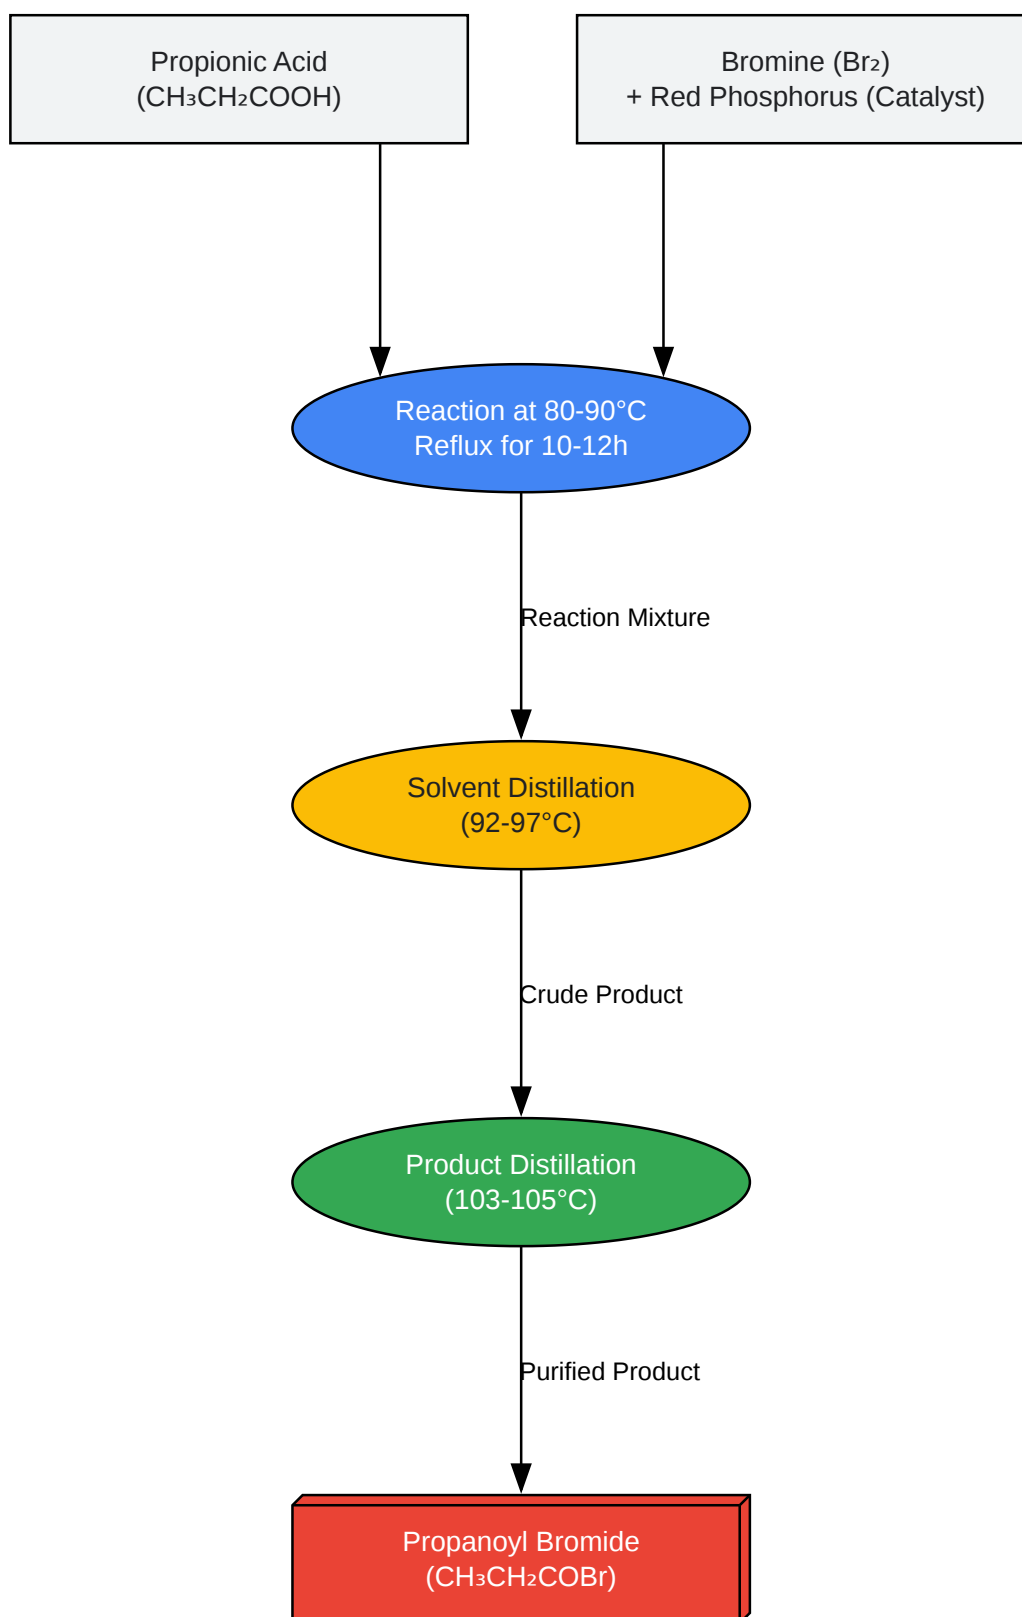 Propionic Acid
(CH₃CH₂COOH)
Bromine (Br₂)
+ Red Phosphorus (Catalyst)
Reaction at 80-90°C
Reflux for 10-12h
Reaction Mixture
Solvent Distillation
(92-97°C)
Crude Product
Product Distillation
(103-105°C)
Purified Product
Propanoyl Bromide
(CH₃CH₂COBr)